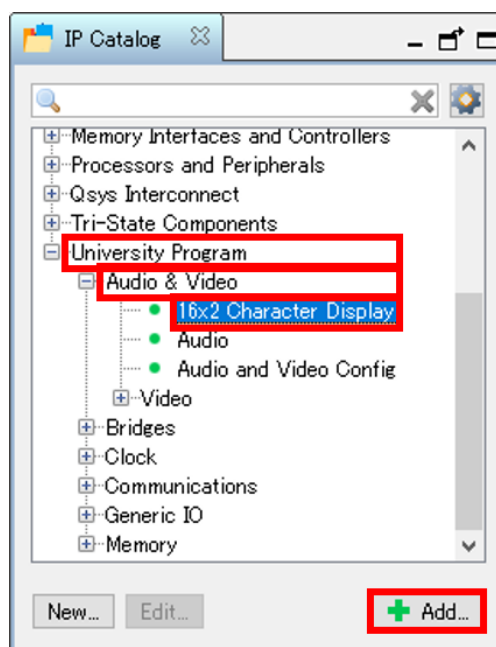 IP Catalog
Memory Interfaces and Controllers
Processors and Peripherals
Qsys Interconnect
Tri-State Components
University Program
Audio & Video
16x2 Character Display
Audio
Audio and Video Config
Video
Bridges
Clock
Communications
Generic IO
Memory
New... Edit... Add...